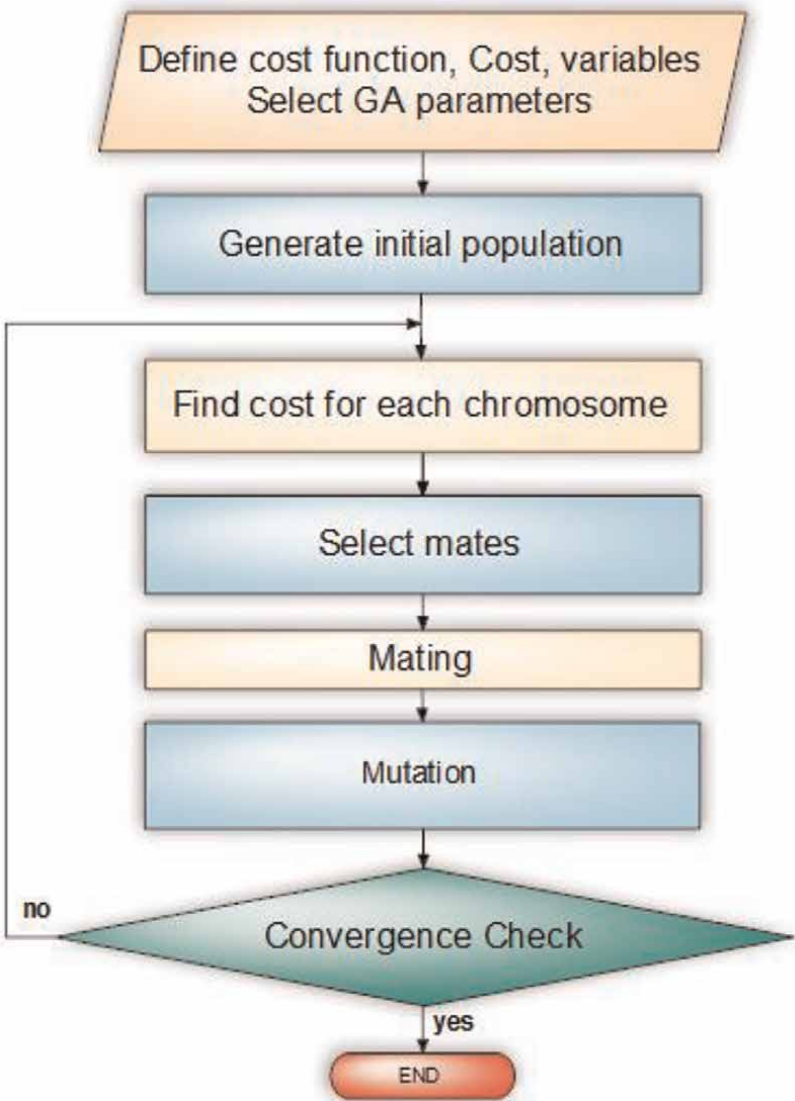 Define cost function, Cost, variables
Select GA parameters
Generate initial population
Find cost for each chromosome
Select mates
Mating
Mutation
no
Convergence Check
yes
END